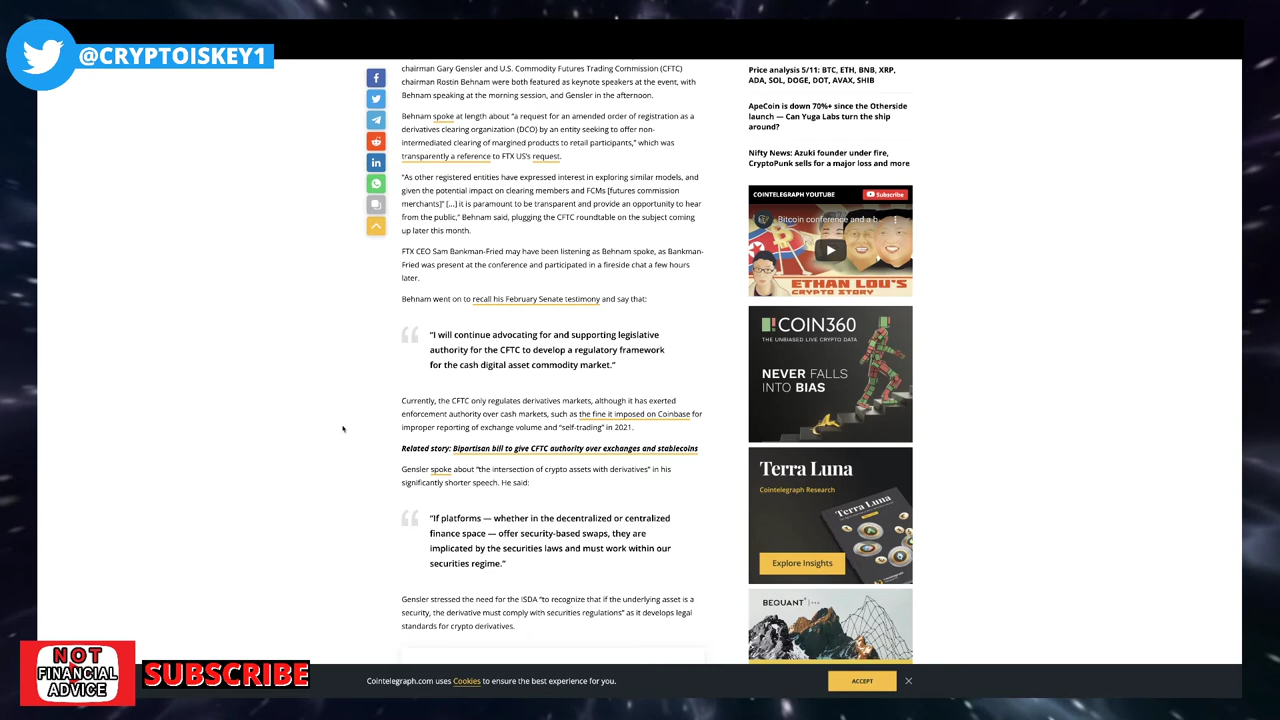 @CRYPTOISKEY1
chairman Gary Gensler and U.S. Commodity Futures Trading Commission (CFTC)
chairman Rostin Behnam were both featured as keynote speakers at the event, with
Behnam speaking at the morning session, and Gensler in the afternoon.
Behnam spoke at length about “a request for an amended order of registration as a
derivatives clearing organization (DCO) by an entity seeking to offer non-
intermediated clearing of margined products to retail participants,” which was
transparently a reference to FTX US’s request.
“As other registered entities have expressed interest in exploring similar models, and
given the potential impact on clearing members and FCMs [futures commission
merchants]” [...] it is paramount to be transparent and provide an opportunity to hear
from the public,” Behnam said, plugging the CFTC roundtable on the subject coming
up later this month.
FTX CEO Sam Bankman-Fried may have been listening as Behnam spoke, as Bankman-
Fried was present at the conference and participated in a fireside chat a few hours
later.
Behnam went on to recall his February Senate testimony and say that:
“I will continue advocating for and supporting legislative
authority for the CFTC to develop a regulatory framework
for the cash digital asset commodity market.”
Currently, the CFTC only regulates derivatives markets, although it has exerted
enforcement authority over cash markets, such as the fine it imposed on Coinbase for
improper reporting of exchange volume and “self-trading” in 2021.
Related story: Bipartisan bill to give CFTC authority over exchanges and stablecoins
Gensler spoke about “the intersection of crypto assets with derivatives” in his
significantly shorter speech. He said:
“If platforms — whether in the decentralized or centralized
finance space — offer security-based swaps, they are
implicated by the securities laws and must work within our
securities regime.”
Gensler stressed the need for the ISDA “to recognize that if the underlying asset is a
security, the derivative must comply with securities regulations” as it develops legal
standards for crypto derivatives.
Price analysis 5/11: BTC, ETH, BNB, XRP,
ADA, SOL, DOGE, DOT, AVAX, SHIB
ApeCoin is down 70%+ since the Otherside
launch — Can Yuga Labs turn the ship
around?
Nifty News: Azuki founder under fire,
CryptoPunk sells for a major loss and more
COINTELEGRAPH YOUTUBE
Subscribe
Bitcoin conference and a b...
ETHAN LOU'S
CRYPTO STORY
COIN360
THE UNBIASED LIVE CRYPTO DATA
NEVER FALLS
INTO BIAS
Terra Luna
Cointelegraph Research
Terra Luna
Explore Insights
BEQUANT
Cointelegraph.com uses Cookies to ensure the best experience for you.
ACCEPT
NOT
FINANCIAL
ADVICE
SUBSCRIBE